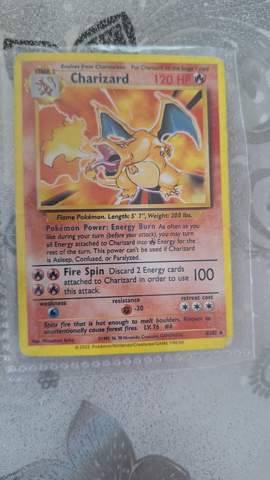 Evolves from Charmeleon Put Charizard on the Stage 1 card
STAGE 2
Charizard 120 HP
Flame Pokémon. Length: 5' 7", Weight: 200 lbs.
Pokémon Power: Energy Burn As often as you
like during your turn (before your attack), you may turn
all Energy attached to Charizard into Energy for the
rest of the turn. This power can't be used if Charizard
is Asleep, Confused, or Paralyzed.
Fire Spin Discard 2 Energy cards
attached to Charizard in order to use
this attack. 100
weakness resistance retreat cost
-30
Spits fire that is hot enough to melt boulders. Known to
unintentionally cause forest fires. LV. 76 #6